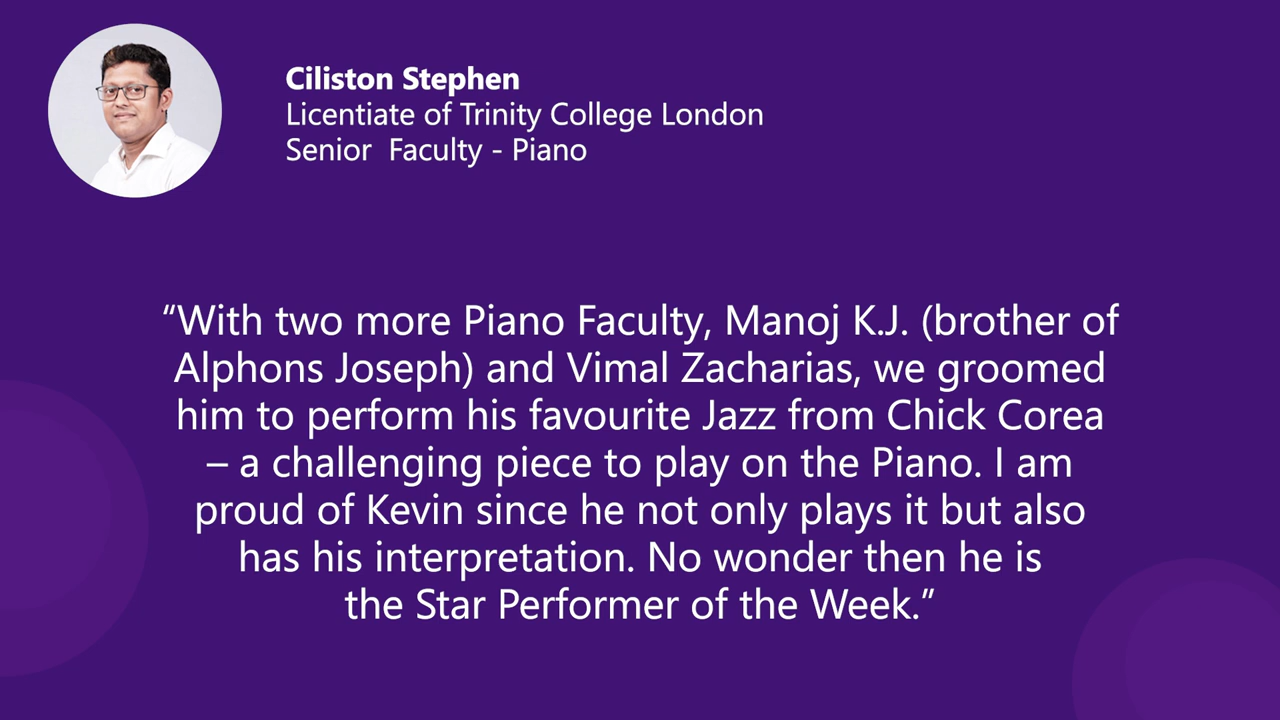 Ciliston Stephen
Licentiate of Trinity College London
Senior  Faculty - Piano
“With two more Piano Faculty, Manoj K.J. (brother of
Alphons Joseph) and Vimal Zacharias, we groomed
him to perform his favourite Jazz from Chick Corea
– a challenging piece to play on the Piano. I am
proud of Kevin since he not only plays it but also
has his interpretation. No wonder then he is
the Star Performer of the Week.”